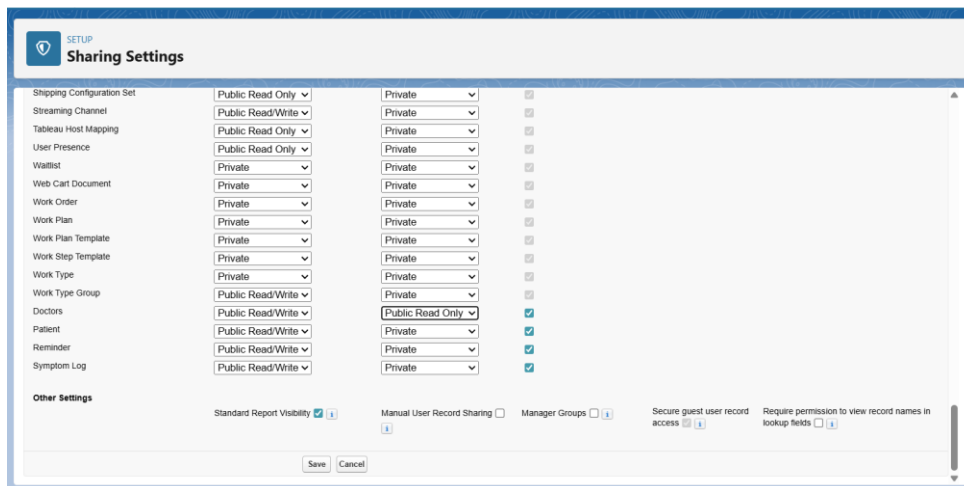 SETUP
Sharing Settings
Shipping Configuration Set Public Read Only Private
Streaming Channel Public Read/Write Private
Tableau Host Mapping Public Read Only Private
User Presence Public Read Only Private
Waitlist Private Private
Web Cart Document Private Private
Work Order Private Private
Work Plan Private Private
Work Plan Template Private Private
Work Step Template Private Private
Work Type Private Private
Work Type Group Public Read/Write Private
Doctors Public Read/Write Public Read Only
Patient Public Read/Write Private
Reminder Public Read/Write Private
Symptom Log Public Read/Write Private
Other Settings
Standard Report Visibility i Manual User Record Sharing i Manager Groups i Secure guest user record access i Require permission to view record names in lookup fields i
Save Cancel